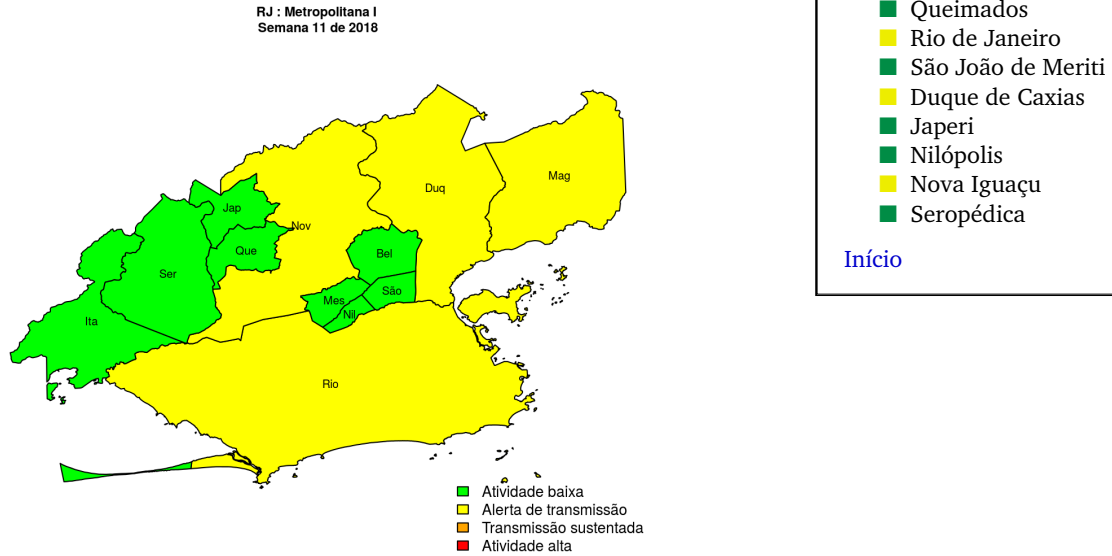 RJ : Metropolitana I
Semana 11 de 2018
Mag
Duq
Jap
Nov
Que
Bel
Ser
São
Mes
Nil
Ita
Rio
Atividade baixa
Alerta de transmissão
Transmissão sustentada
Atividade alta
Queimados
Rio de Janeiro
São João de Meriti
Duque de Caxias
Japeri
Nilópolis
Nova Iguaçu
Seropédica
Início